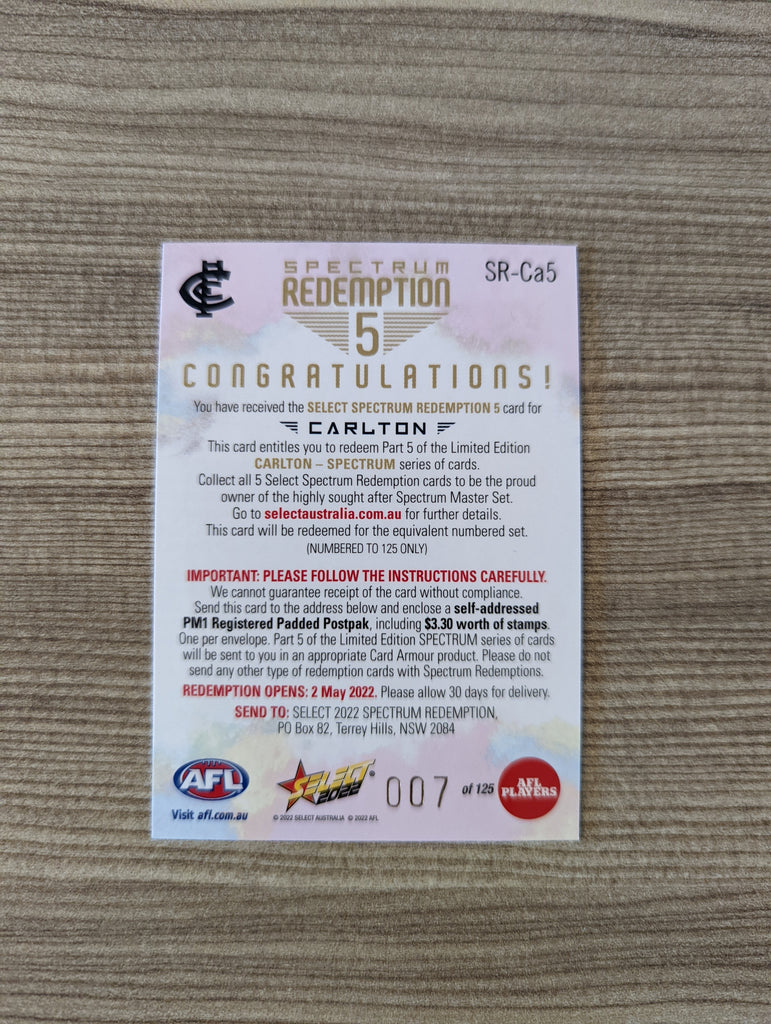 SPECTRUM
SR-Ca5
REDEMPTION
5
CONGRATULATIONS!
You have received the SELECT SPECTRUM REDEMPTION 5 card for
CARLTON
This card entitles you to redeem Part 5 of the Limited Edition
CARLTON – SPECTRUM series of cards.
Collect all 5 Select Spectrum Redemption cards to be the proud
owner of the highly sought after Spectrum Master Set.
Go to selectaustralia.com.au for further details.
This card will be redeemed for the equivalent numbered set.
(NUMBERED TO 125 ONLY)
IMPORTANT: PLEASE FOLLOW THE INSTRUCTIONS CAREFULLY.
We cannot guarantee receipt of the card without compliance.
Send this card to the address below and enclose a self-addressed
PM1 Registered Padded Postpak, including $3.30 worth of stamps.
One per envelope. Part 5 of the Limited Edition SPECTRUM series of cards
will be sent to you in an appropriate Card Armour product. Please do not
send any other type of redemption cards with Spectrum Redemptions.
REDEMPTION OPENS: 2 May 2022. Please allow 30 days for delivery.
SEND TO: SELECT 2022 SPECTRUM REDEMPTION,
PO Box 82, Terrey Hills, NSW 2084
AFL
Visit afl.com.au
SELECT
2022
© 2022 SELECT AUSTRALIA © 2022 AFL
007 of 125
AFL
PLAYERS